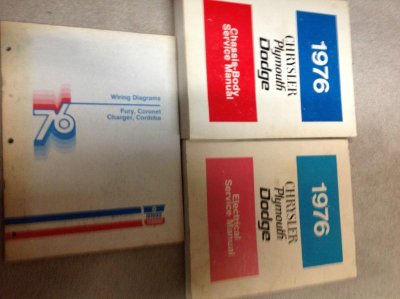 76
Wiring Diagrams
Fury, Coronet
Charger, Cordoba
1976
CHRYSLER
Plymouth
Dodge
Chassis-Body
Service Manual
1976
CHRYSLER
Plymouth
Dodge
Electrical
Service Manual